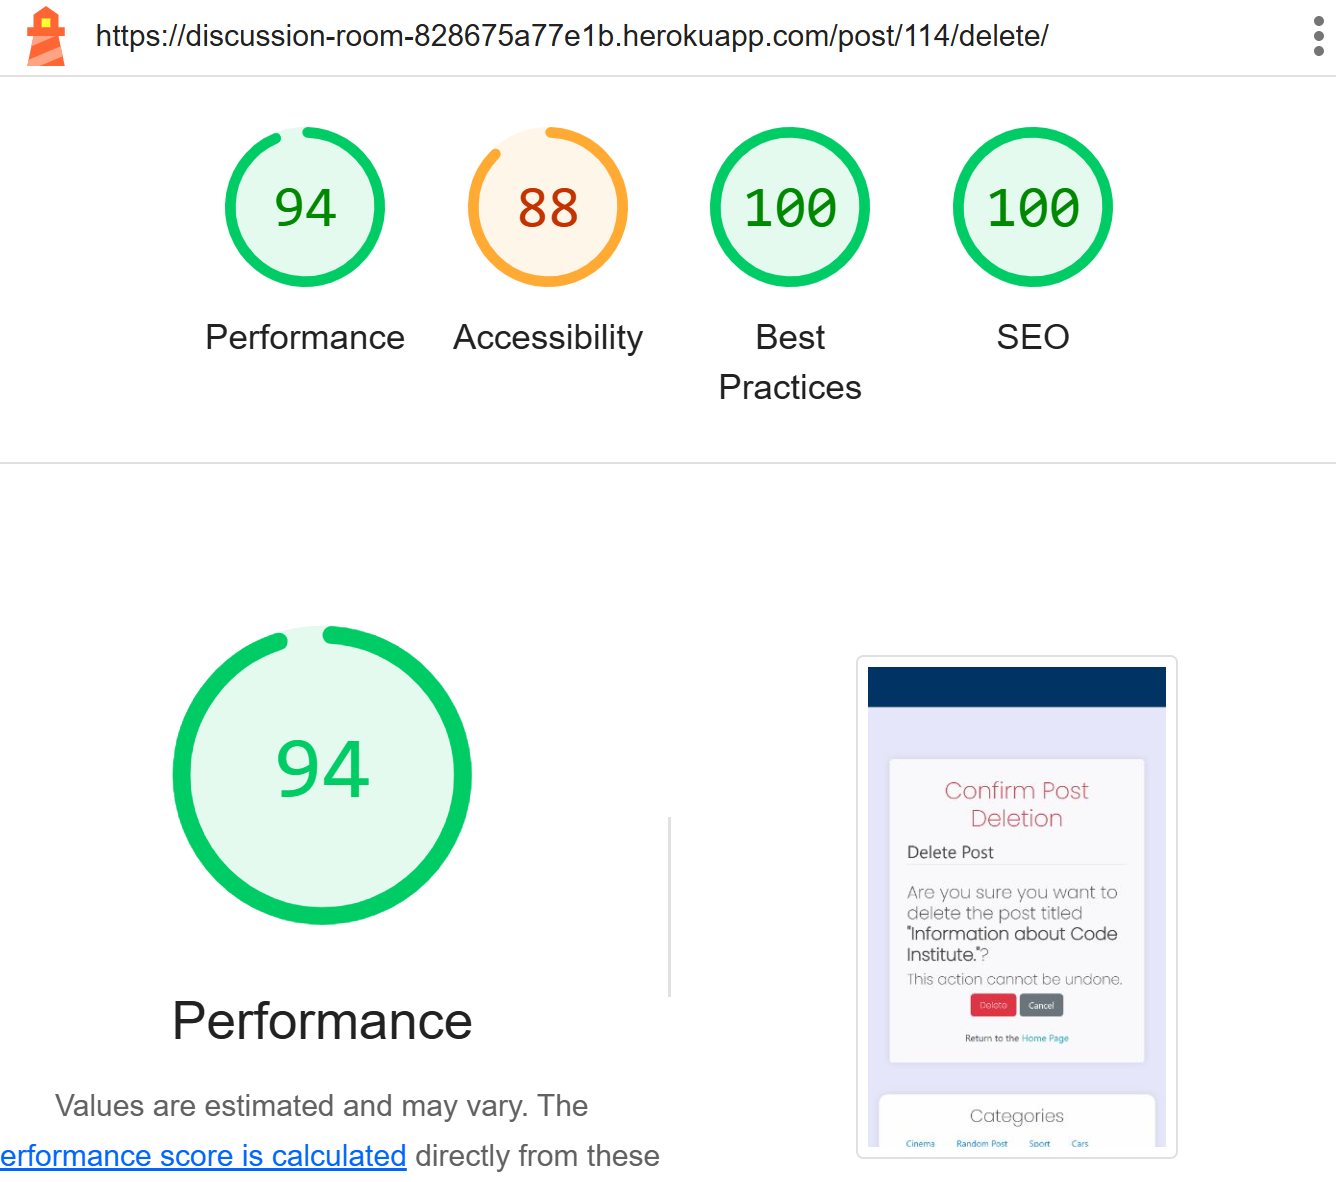 https://discussion-room-828675a77e1b.herokuapp.com/post/114/delete/
94
88
100
100
Performance
Accessibility
Best
Practices
SEO
94
Performance
Values are estimated and may vary. The
erformance score is calculated directly from these
Confirm Post
Deletion
Delete Post
Are you sure you want to
delete the post titled
"Information about Code
Institute."?
This action cannot be undone.
Delete Cancel
Return to the Home Page
Categories
Cinema Random Post Sport Cars